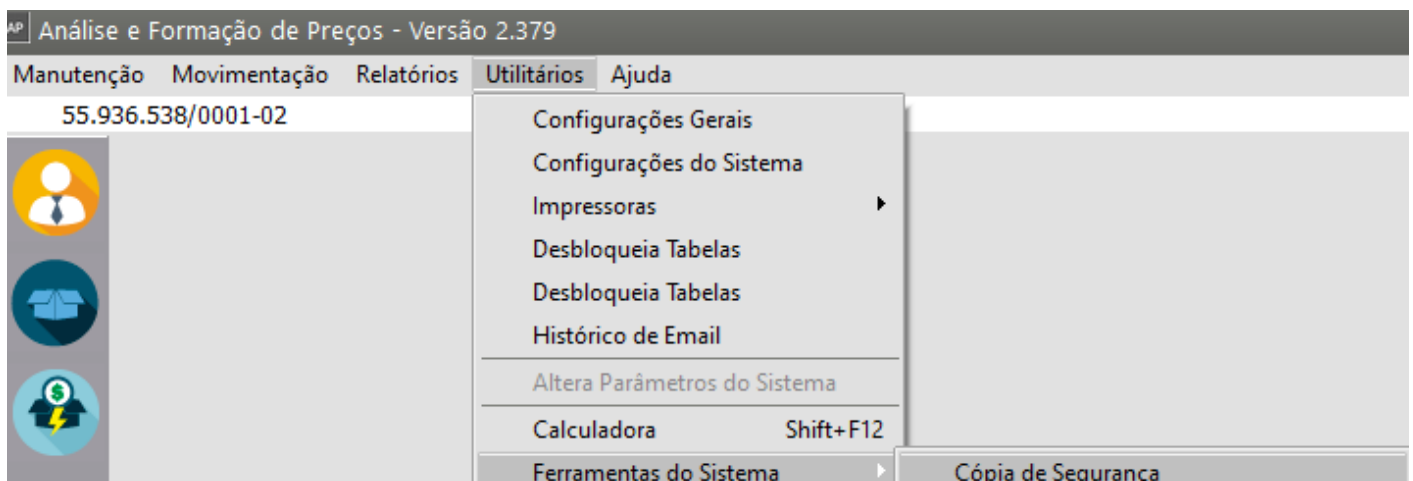 AP Análise e Formação de Preços - Versão 2.379
Manutenção Movimentação Relatórios Utilitários Ajuda
55.936.538/0001-02
Configurações Gerais
Configurações do Sistema
Impressoras
Desbloqueia Tabelas
Desbloqueia Tabelas
Histórico de Email
Altera Parâmetros do Sistema
Calculadora Shift+F12
Ferramentas do Sistema Cópia de Segurança